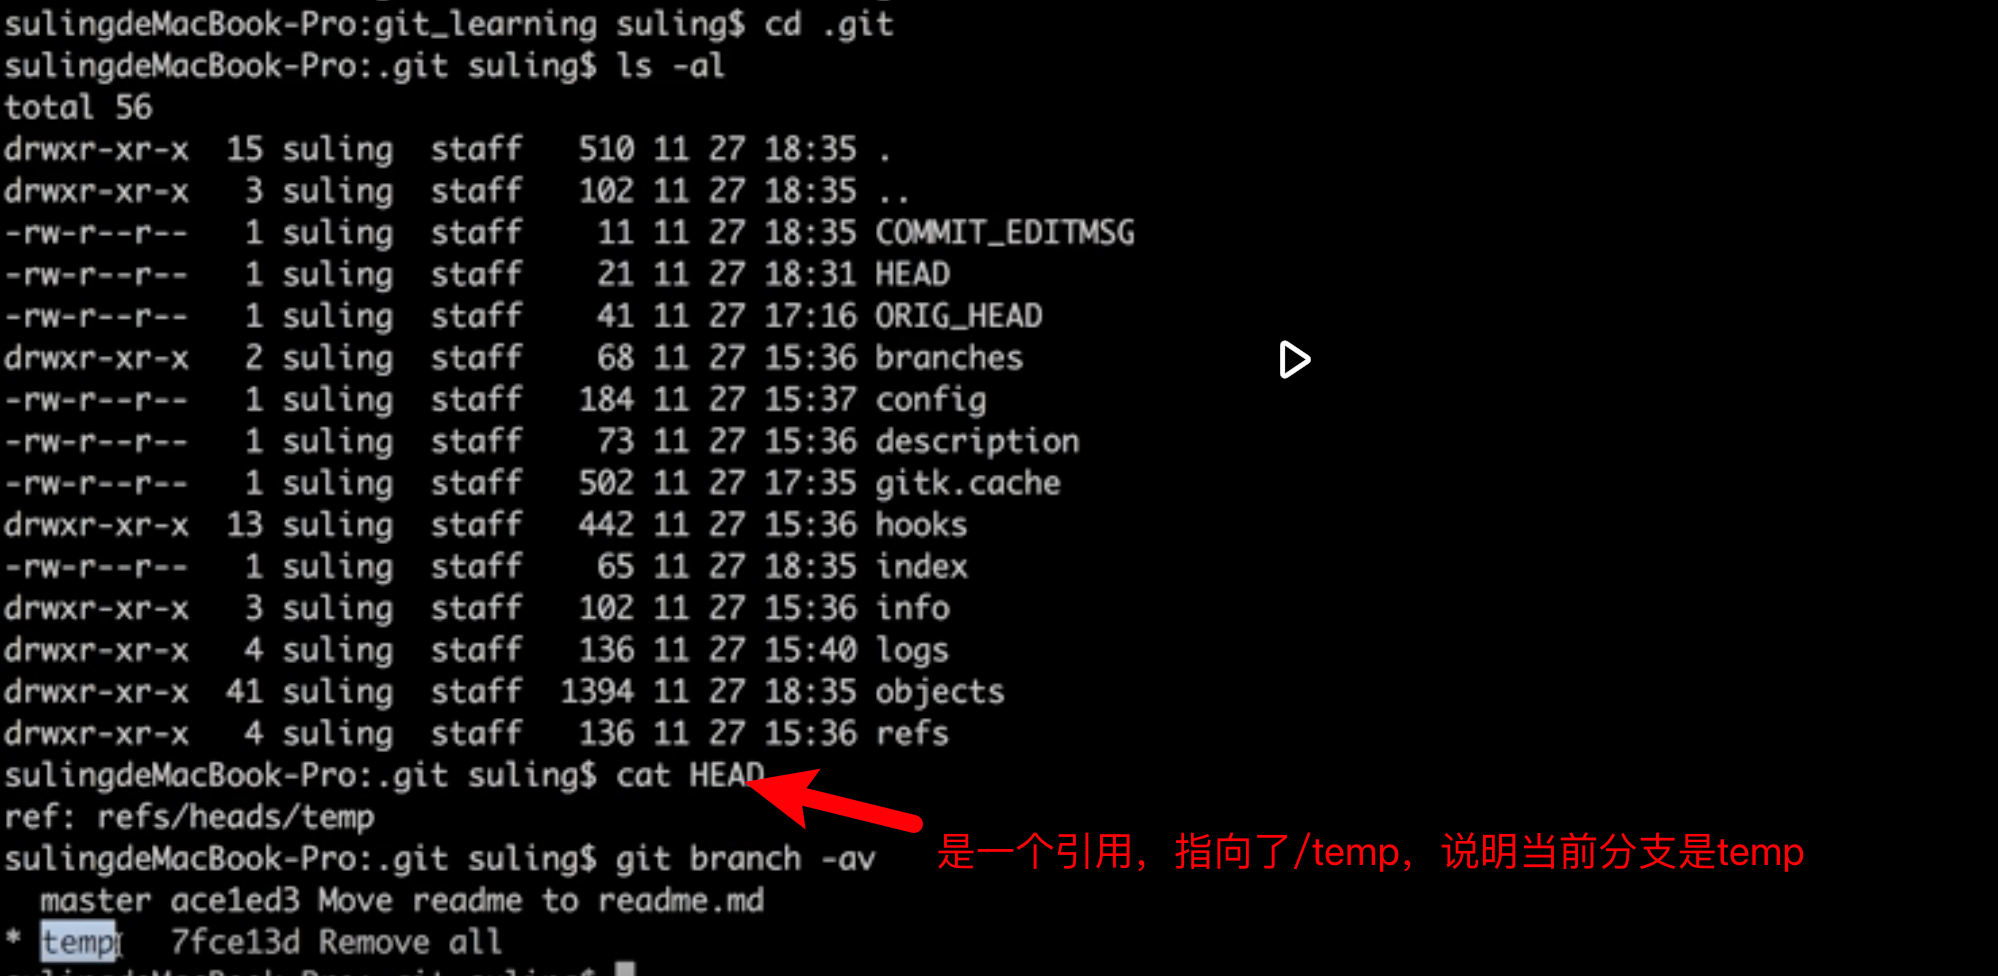 sulingdeMacBook-Pro:git_learning suling$ cd .git
sulingdeMacBook-Pro:.git suling$ ls -al
total 56
drwxr-xr-x  15 suling  staff   510 11 27 18:35 .
drwxr-xr-x   3 suling  staff   102 11 27 18:35 ..
-rw-r--r--   1 suling  staff    11 11 27 18:35 COMMIT_EDITMSG
-rw-r--r--   1 suling  staff    21 11 27 18:31 HEAD
-rw-r--r--   1 suling  staff    41 11 27 17:16 ORIG_HEAD
drwxr-xr-x   2 suling  staff    68 11 27 15:36 branches
-rw-r--r--   1 suling  staff   184 11 27 15:37 config
-rw-r--r--   1 suling  staff    73 11 27 15:36 description
-rw-r--r--   1 suling  staff   502 11 27 17:35 gitk.cache
drwxr-xr-x  13 suling  staff   442 11 27 15:36 hooks
-rw-r--r--   1 suling  staff    65 11 27 18:35 index
drwxr-xr-x   3 suling  staff   102 11 27 15:36 info
drwxr-xr-x   4 suling  staff   136 11 27 15:40 logs
drwxr-xr-x  41 suling  staff  1394 11 27 18:35 objects
drwxr-xr-x   4 suling  staff   136 11 27 15:36 refs
sulingdeMacBook-Pro:.git suling$ cat HEAD
ref: refs/heads/temp
sulingdeMacBook-Pro:.git suling$ git branch -av
是一个引用，指向了/temp，说明当前分支是temp
  master ace1ed3 Move readme to readme.md
* temp   7fce13d Remove all
sulingdeMacBook-Pro:.git suling$